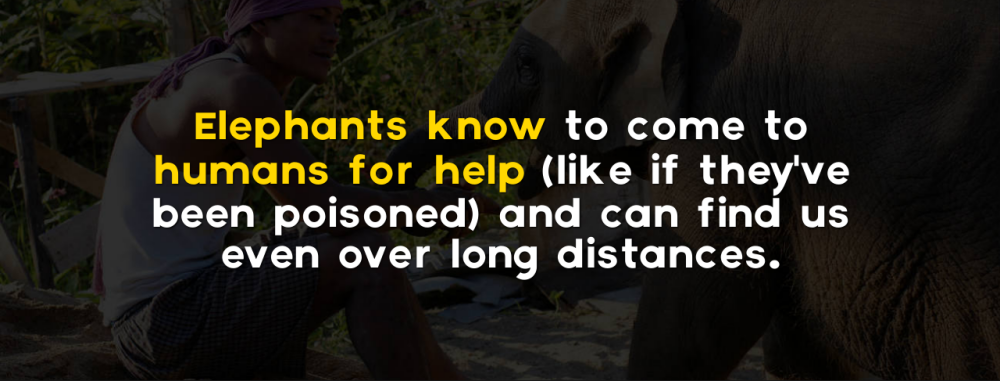 Elephants know to come to
humans for help (like if they've
been poisoned) and can find us
even over long distances.